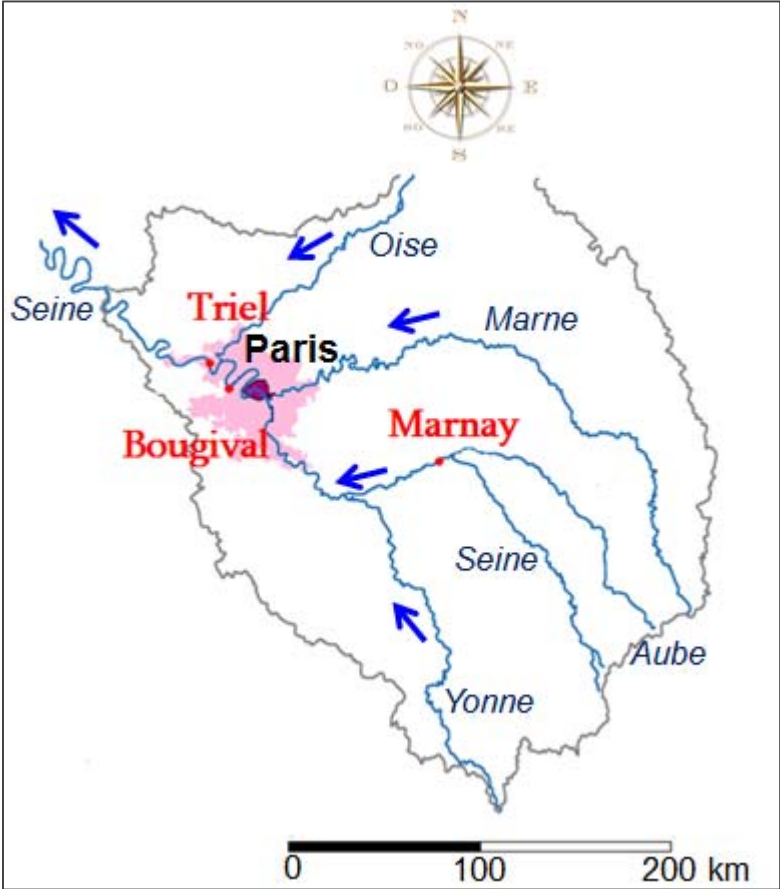 N
NO NE
O E
SO SE
S
Oise
Seine
Triel
Marne
Paris
Bougival
Marnay
Seine
Aube
Yonne
0 100 200 km